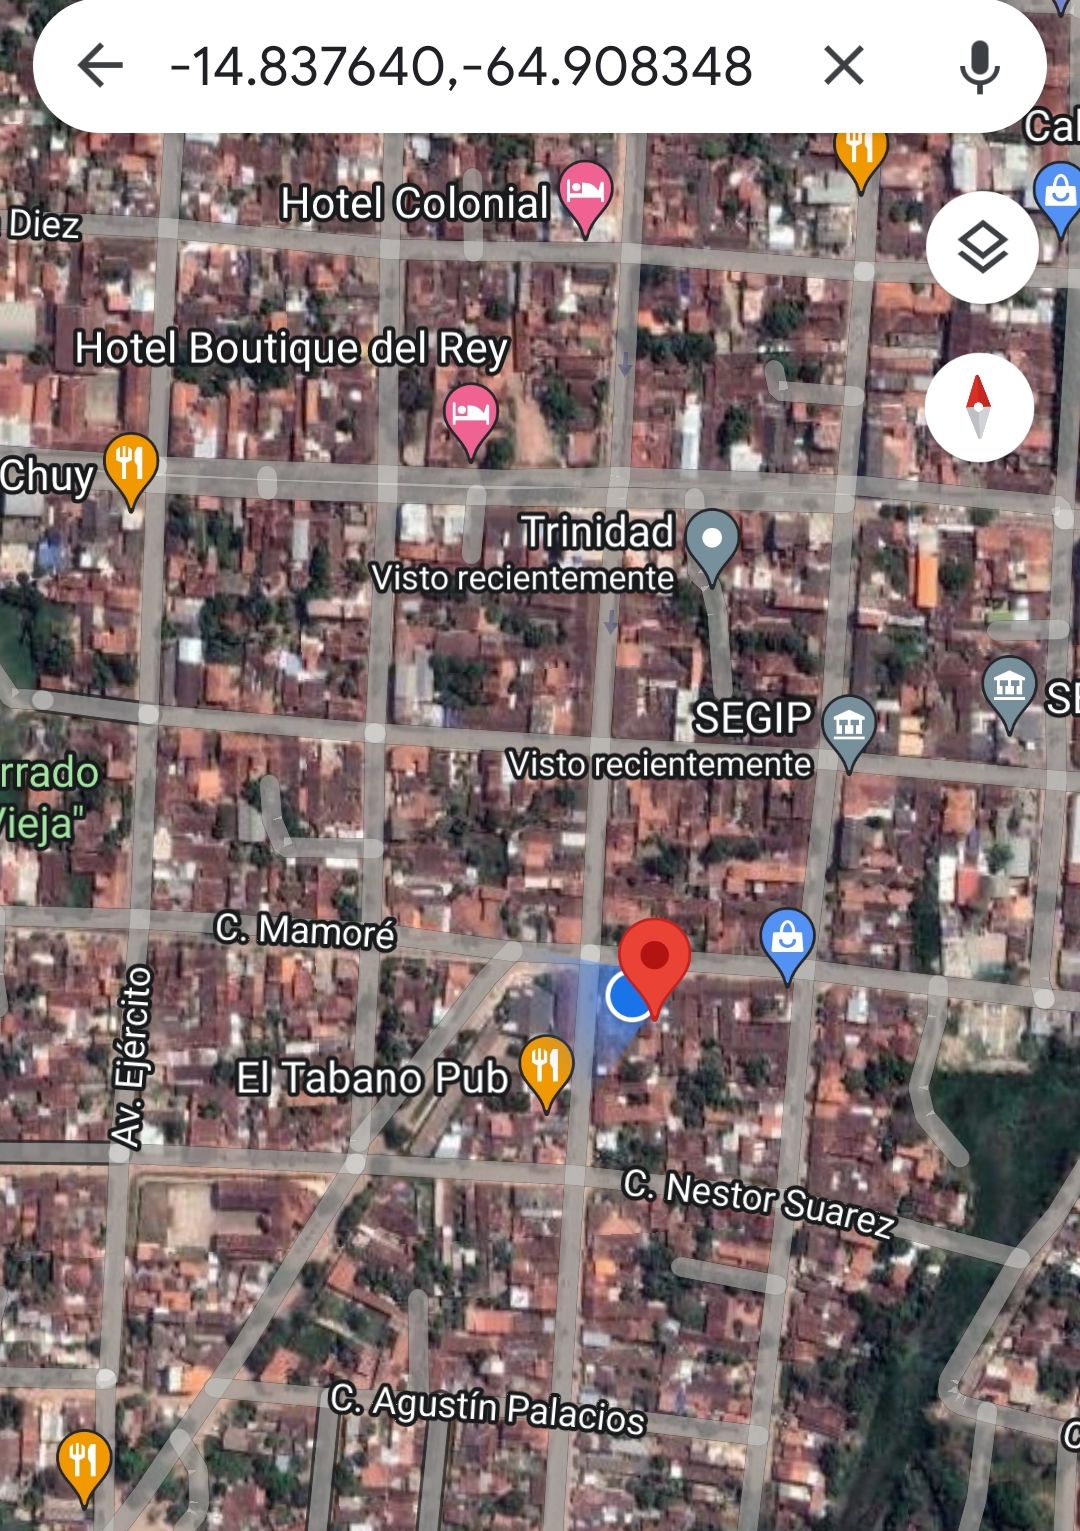 -14.837640,-64.908348
Cal
Diez
Hotel Colonial
Hotel Boutique del Rey
Chuy
Trinidad
Visto recientemente
SEGIP
Visto recientemente
SE
rrado
Vieja"
C. Mamoré
Av. Ejército
El Tabano Pub
C. Nestor Suarez
C. Agustín Palacios
C